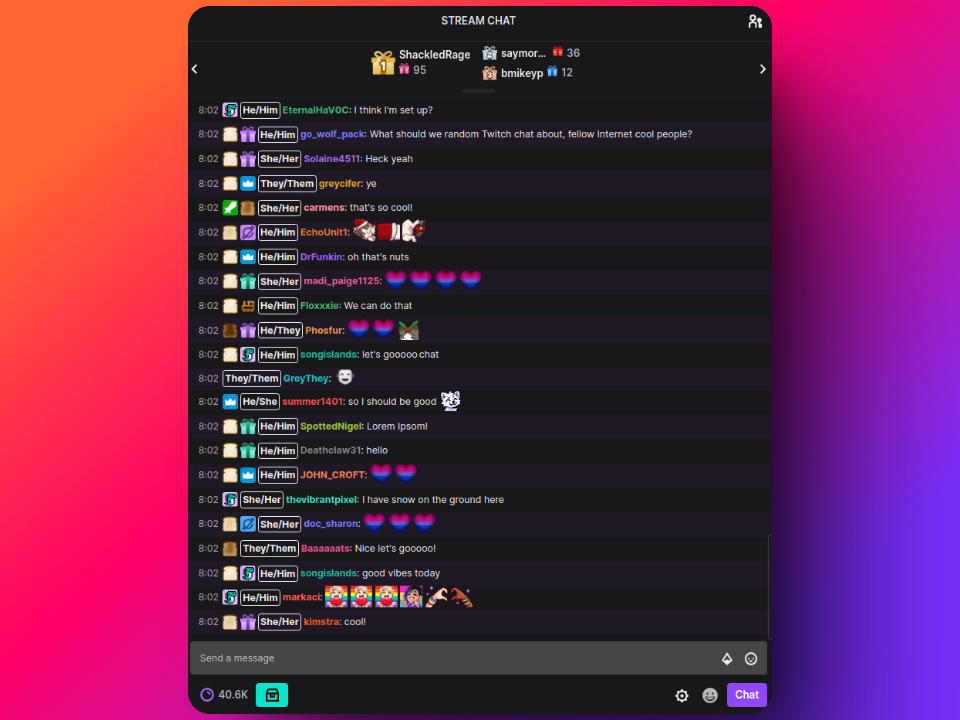 STREAM CHAT
1 ShackledRage 95
2 saymor... 36
3 bmikeyp 12
8:02 He/Him EternalHaV0C: I think I'm set up?
8:02 He/Him go_wolf_pack: What should we random Twitch chat about, fellow Internet cool people?
8:02 She/Her Solaine4511: Heck yeah
8:02 They/Them greycifer: ye
8:02 She/Her carmens: that's so cool!
8:02 He/Him EchoUnit1:
8:02 He/Him DrFunkin: oh that's nuts
8:02 She/Her madi_paige1125:
8:02 He/Him Floxxxie: We can do that
8:02 He/They Phosfur:
8:02 He/Him songislands: let's gooooo chat
8:02 They/Them GreyThey:
8:02 He/She summer1401: so I should be good
8:02 He/Him SpottedNigel: Lorem Ipsom!
8:02 He/Him Deathclaw31: hello
8:02 He/Him JOHN_CROFT:
8:02 She/Her thevibrantpixel: I have snow on the ground here
8:02 She/Her doc_sharon:
8:02 They/Them Baaaaaats: Nice let's gooooo!
8:02 He/Him songislands: good vibes today
8:02 He/Him markaci:
8:02 She/Her kimstra: cool!
Send a message
40.6K Chat